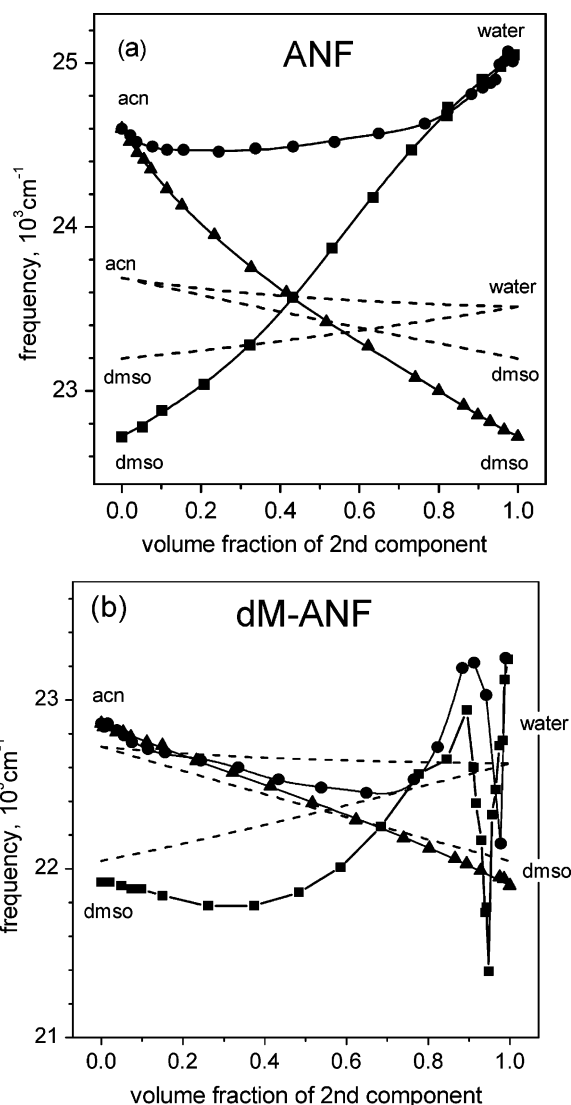 (a) ANF
water
acn
25
24
23
acn
water
dmso
dmso
dmso
dmso
frequency, 10³cm⁻¹
0.0 0.2 0.4 0.6 0.8 1.0
volume fraction of 2nd component
(b) dM-ANF
acn
23
water
22
dmso
dmso
21
frequency, 10³cm⁻¹
0.0 0.2 0.4 0.6 0.8 1.0
volume fraction of 2nd component